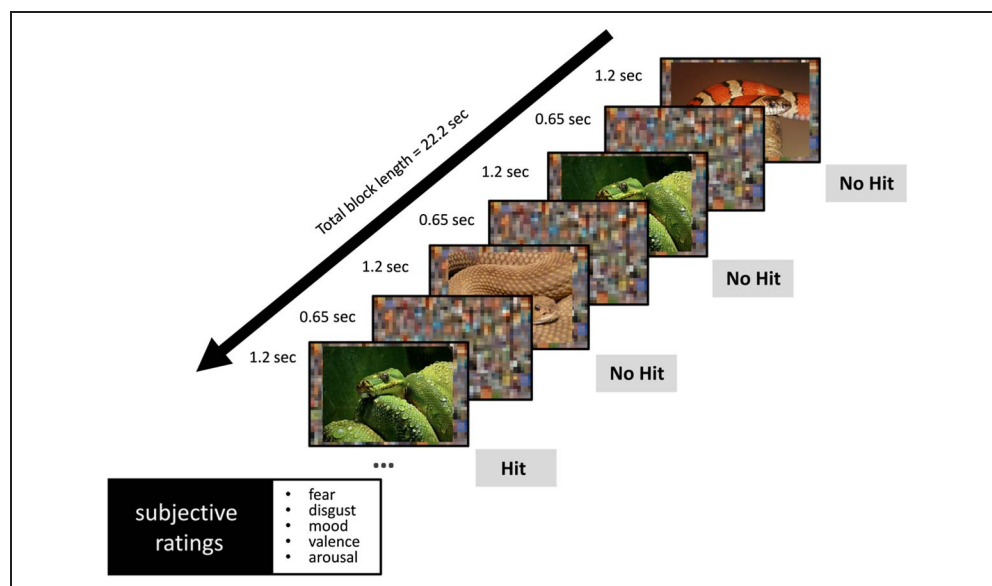 1.2 sec
0.65 sec
No Hit
1.2 sec
Total block length = 22.2 sec
0.65 sec
No Hit
1.2 sec
0.65 sec
No Hit
1.2 sec
...
Hit
subjective
ratings
• fear
• disgust
• mood
• valence
• arousal